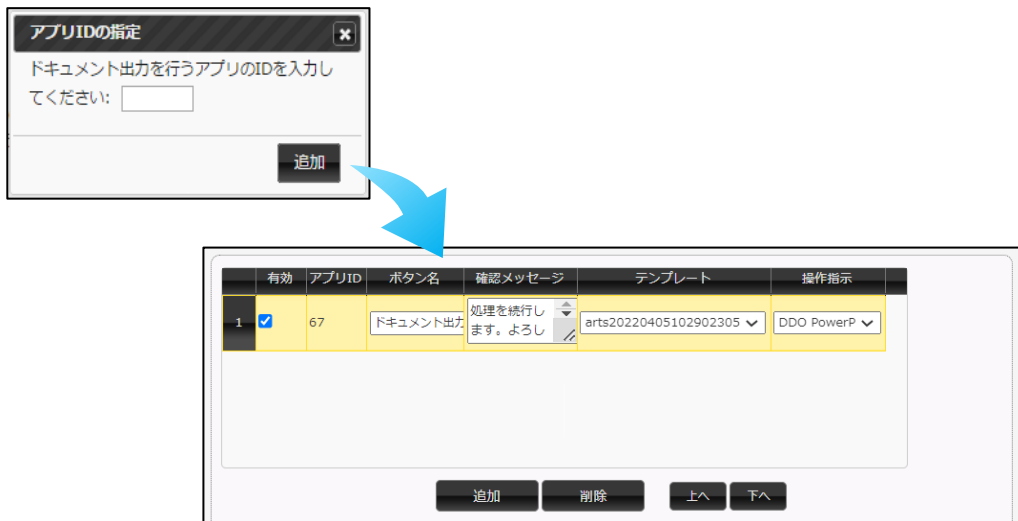 アプリIDの指定
ドキュメント出力を行うアプリのIDを入力し
てください:
追加
有効 アプリID ボタン名 確認メッセージ テンプレート 操作指示
1 67 ドキュメント出力 処理を続行し
ます。よろし arts20220405102902305 DDO PowerP
追加 削除 上へ 下へ